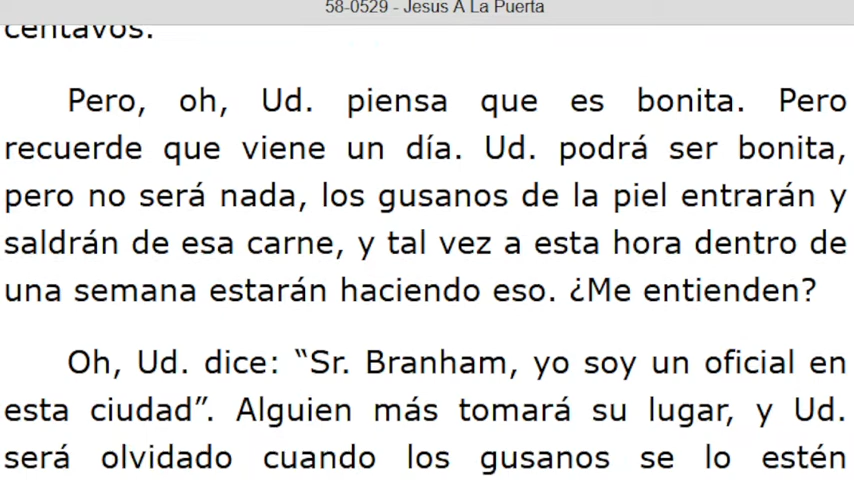 58-0529 - Jesus A La Puerta
centavos.
Pero, oh, Ud. piensa que es bonita. Pero
recuerde que viene un día. Ud. podrá ser bonita,
pero no será nada, los gusanos de la piel entrarán y
saldrán de esa carne, y tal vez a esta hora dentro de
una semana estarán haciendo eso. ¿Me entienden?
Oh, Ud. dice: “Sr. Branham, yo soy un oficial en
esta ciudad”. Alguien más tomará su lugar, y Ud.
será olvidado cuando los gusanos se lo estén